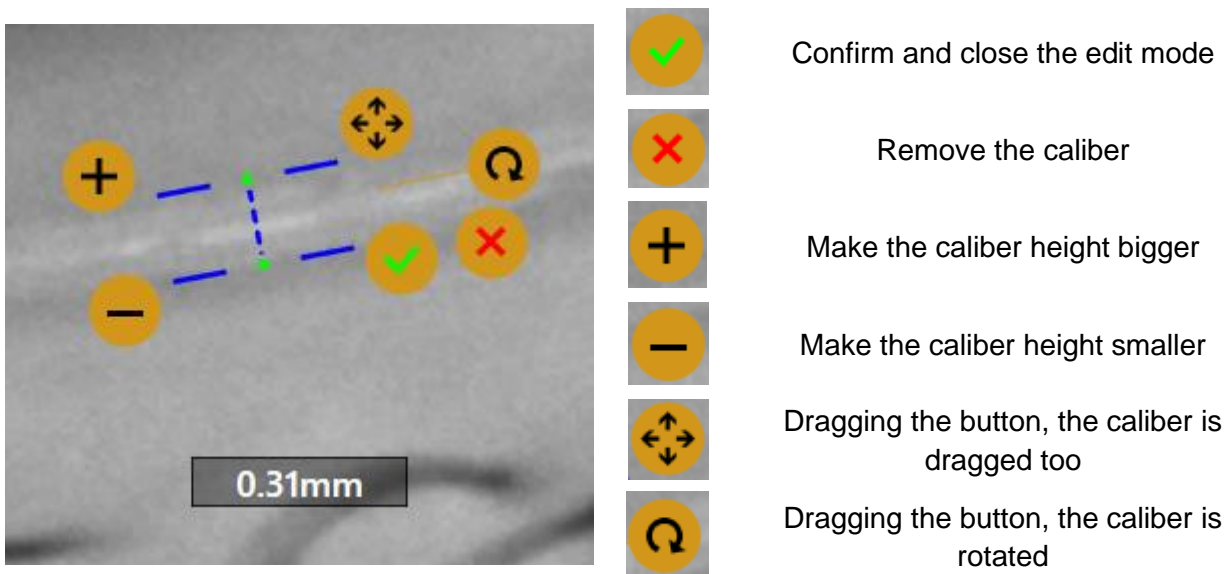 0.31mm
Confirm and close the edit mode
Remove the caliber
Make the caliber height bigger
Make the caliber height smaller
Dragging the button, the caliber is
dragged too
Dragging the button, the caliber is
rotated